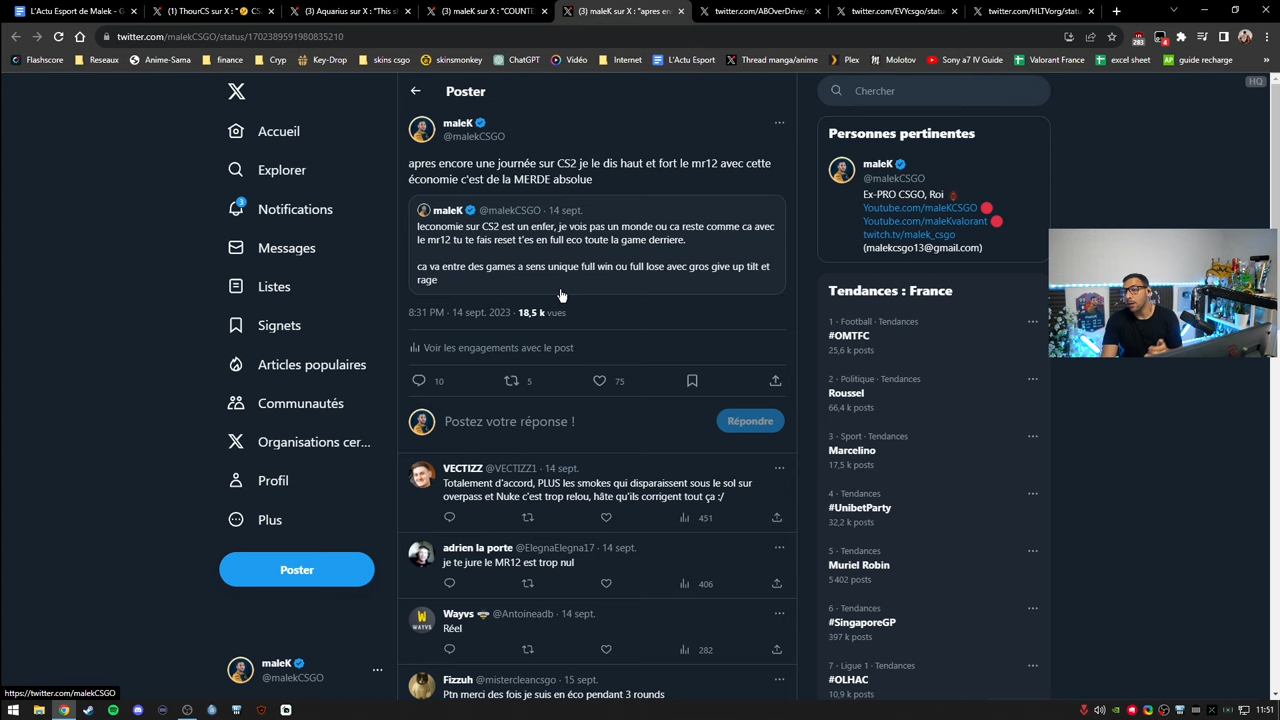 L'Actu Esport de Malek - Goo
(1) ThourCS sur X : " CS2
(3) Aquarius sur X : "This s
(3) maleK sur X : "COUNTE
(3) maleK sur X : "apres en
twitter.com/ABOverDrive/s
twitter.com/EVYcsgo/statu
twitter.com/HLTVorg/statu
twitter.com/malekCSGO/status/1702389591980835210
283
4
Flashscore
Reseaux
Anime-Sama
finance
Cryp
Key-Drop
skins csgo
skinsmoney
ChatGPT
Vidéo
Internet
L'Actu Esport
Thread manga/anime
Plex
Molotov
Sony a7 IV Guide
Valorant France
excel sheet
guide recharge
HQ
Accueil
Explorer
3
Notifications
Messages
Listes
Signets
Articles populaires
Communautés
Organisations cer...
Profil
Plus
Poster
maleK
@malekCSGO
https://twitter.com/malekCSGO
Poster
maleK
@malekCSGO
apres encore une journée sur CS2 je le dis haut et fort le mr12 avec cette
économie c'est de la MERDE absolue
maleK @malekCSGO · 14 sept.
leconomie sur CS2 est un enfer, je vois pas un monde ou ca reste comme ca avec
le mr12 tu te fais reset t'es en full eco toute la game derriere.
ca va entre des games a sens unique full win ou full lose avec gros give up tilt et
rage
8:31 PM · 14 sept. 2023 · 18,5 k vues
Voir les engagements avec le post
10
5
75
Postez votre réponse !
Répondre
VECTIZZ @VECTIZZ1 · 14 sept.
Totalement d'accord, PLUS les smokes qui disparaissent sous le sol sur
overpass et Nuke c'est trop relou, hâte qu'ils corrigent tout ça :/
451
adrien la porte @ElegnaElegna17 · 14 sept.
je te jure le MR12 est trop nul
406
WAYVS
Wayvs @Antoineadb · 14 sept.
Réel
282
Fizzuh @mistercleancsgo · 15 sept.
Ptn merci des fois je suis en éco pendant 3 rounds
Chercher
Personnes pertinentes
maleK
@malekCSGO
Ex-PRO CSGO, Roi
Youtube.com/maleKCSGO
Youtube.com/maleKvalorant
twitch.tv/malek_csgo
(malekcsgo13@gmail.com)
Tendances : France
1 · Football · Tendances
#OMTFC
25,6 k posts
2 · Politique · Tendances
Roussel
66,4 k posts
3 · Sport · Tendances
Marcelino
17,5 k posts
4 · Tendances
#UnibetParty
32,2 k posts
5 · Tendances
Muriel Robin
5 402 posts
6 · Tendances
#SingaporeGP
397 k posts
7 · Ligue 1 · Tendances
#OLHAC
10,9 k posts
11:51